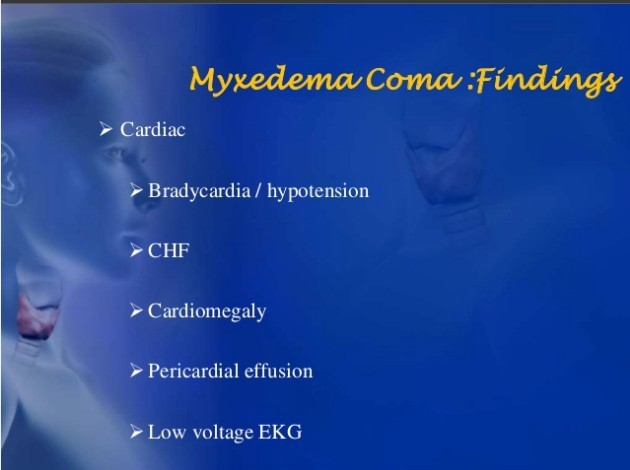 Myxedema Coma :Findings
➢ Cardiac
➢ Bradycardia / hypotension
➢ CHF
➢ Cardiomegaly
➢ Pericardial effusion
➢ Low voltage EKG